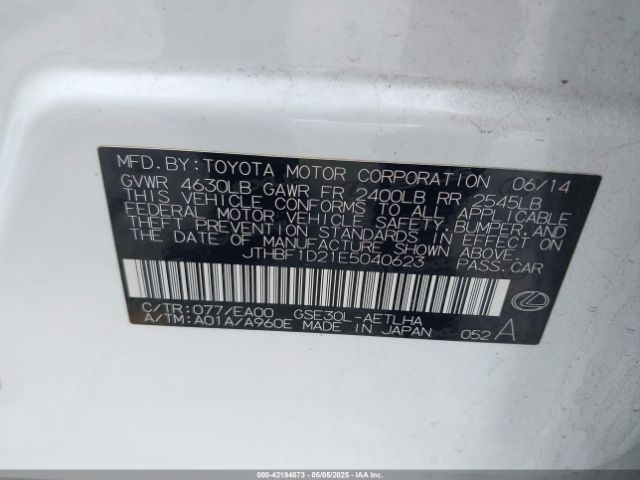 MFD.BY:TOYOTA MOTOR CORPORATION 06/14
GVWR 4630LB GAWR FR 2400LB RR 2545LB
THIS VEHICLE CONFORMS TO ALL APPLICABLE
FEDERAL MOTOR VEHICLE SAFETY,BUMPER,AND
THEFT PREVENTION STANDARDS IN EFFECT ON
THE DATE OF MANUFACTURE SHOWN ABOVE.
JTHBF1D21E5040623 PASS.CAR
C/TR:077/EA00 GSE30L-AETLHA
A/TM:A01A/A960E MADE IN JAPAN 052 A
000-42194673 - 05/05/2025 - IAAI.COM